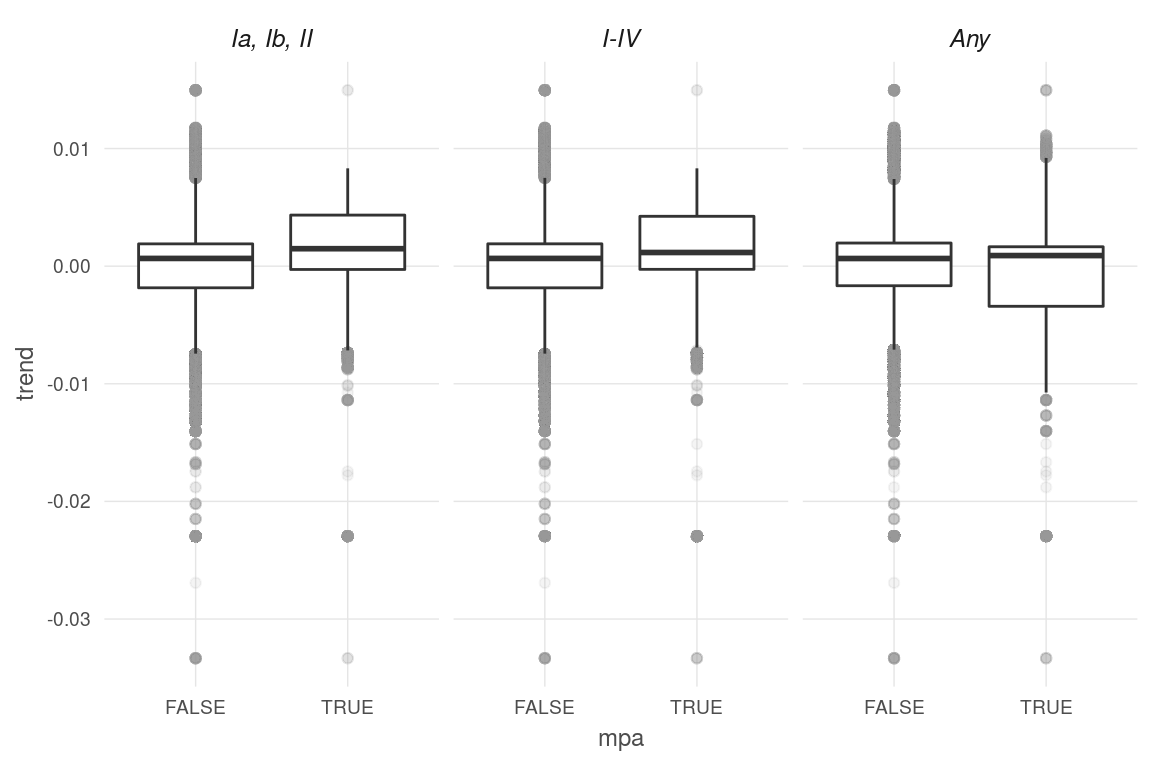 Ia, Ib, II
I-IV
Any
trend
0.01
0.00
-0.01
-0.02
-0.03
FALSE TRUE FALSE TRUE FALSE TRUE
mpa